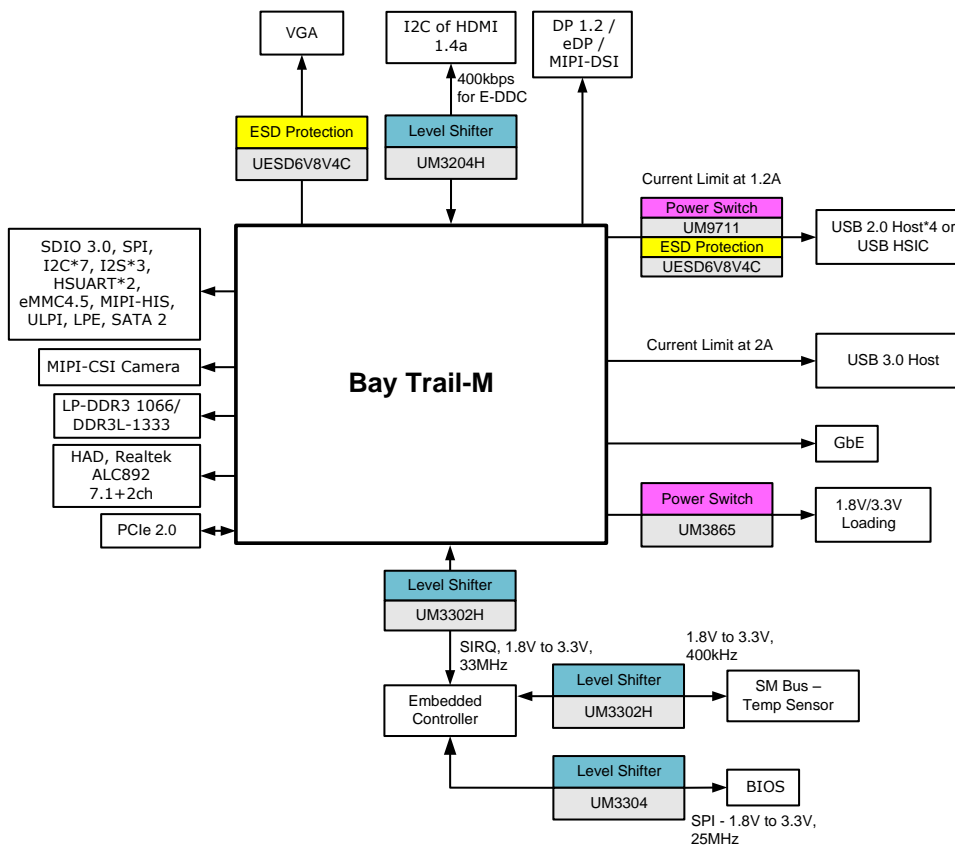 VGA
I2C of HDMI
1.4a
DP 1.2 /
eDP /
MIPI-DSI
400kbps
for E-DDC
ESD Protection
UESD6V8V4C
Level Shifter
UM3204H
Current Limit at 1.2A
Power Switch
UM9711
ESD Protection
UESD6V8V4C
USB 2.0 Host*4 or
USB HSIC
SDIO 3.0, SPI,
I2C*7, I2S*3,
HSUART*2,
eMMC4.5, MIPI-HIS,
ULPI, LPE, SATA 2
Current Limit at 2A
USB 3.0 Host
MIPI-CSI Camera
Bay Trail-M
LP-DDR3 1066/
DDR3L-1333
GbE
HAD, Realtek
ALC892
7.1+2ch
Power Switch
UM3865
1.8V/3.3V
Loading
PCIe 2.0
Level Shifter
UM3302H
SIRQ, 1.8V to 3.3V,
33MHz
1.8V to 3.3V,
400kHz
Embedded
Controller
Level Shifter
UM3302H
SM Bus –
Temp Sensor
Level Shifter
UM3304
BIOS
SPI - 1.8V to 3.3V,
25MHz